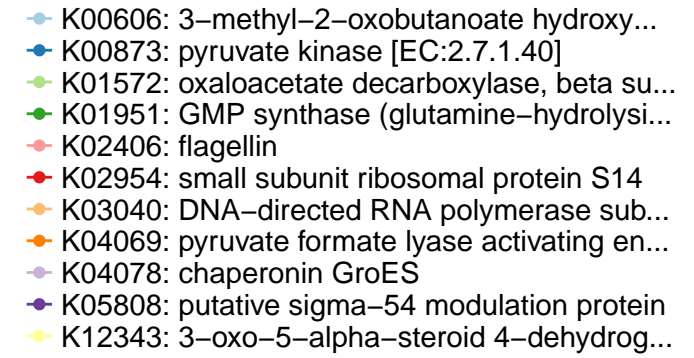 K00606: 3−methyl−2−oxobutanoate hydroxy...
K00873: pyruvate kinase [EC:2.7.1.40]
K01572: oxaloacetate decarboxylase, beta su...
K01951: GMP synthase (glutamine−hydrolysi...
K02406: flagellin
K02954: small subunit ribosomal protein S14
K03040: DNA−directed RNA polymerase sub...
K04069: pyruvate formate lyase activating en...
K04078: chaperonin GroES
K05808: putative sigma−54 modulation protein
K12343: 3−oxo−5−alpha−steroid 4−dehydrog...